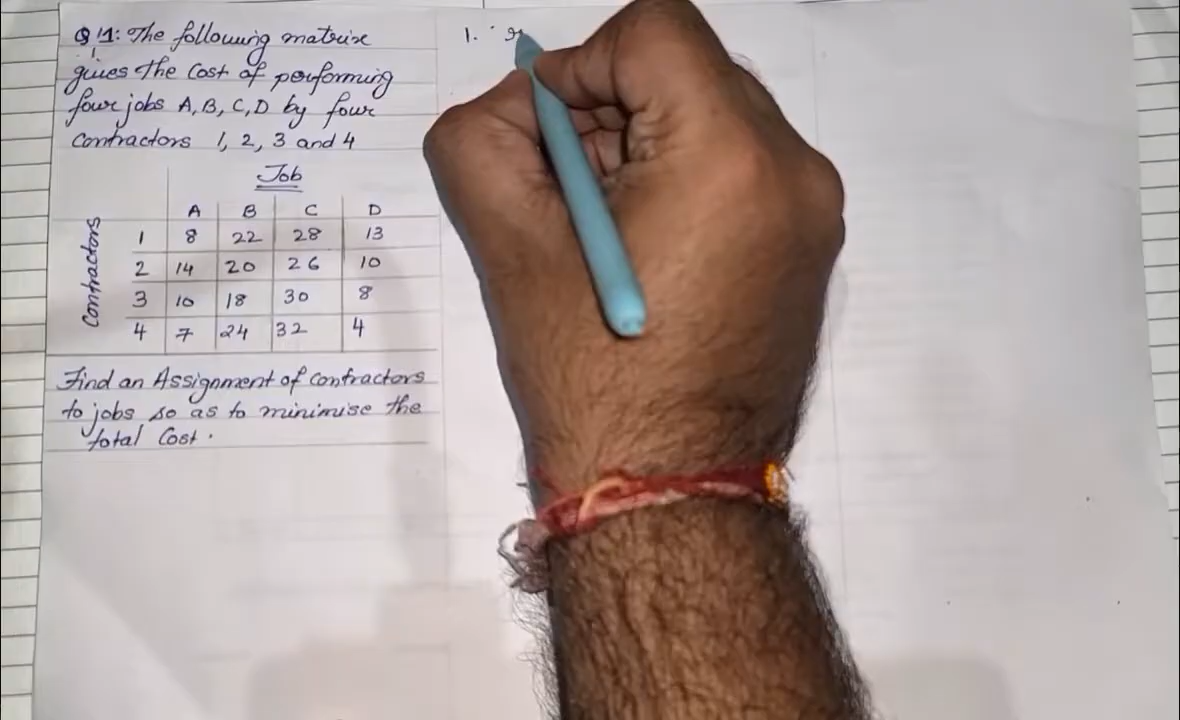 Q 11: The following matrix
gives the Cost of performing
four jobs A, B, C, D by four
Contractors 1, 2, 3 and 4
Job
A B C D
Contractors
1 8 22 28 13
2 14 20 26 10
3 10 18 30 8
4 7 24 32 4
Find an Assignment of contractors
to jobs so as to minimise the
total Cost.
1.